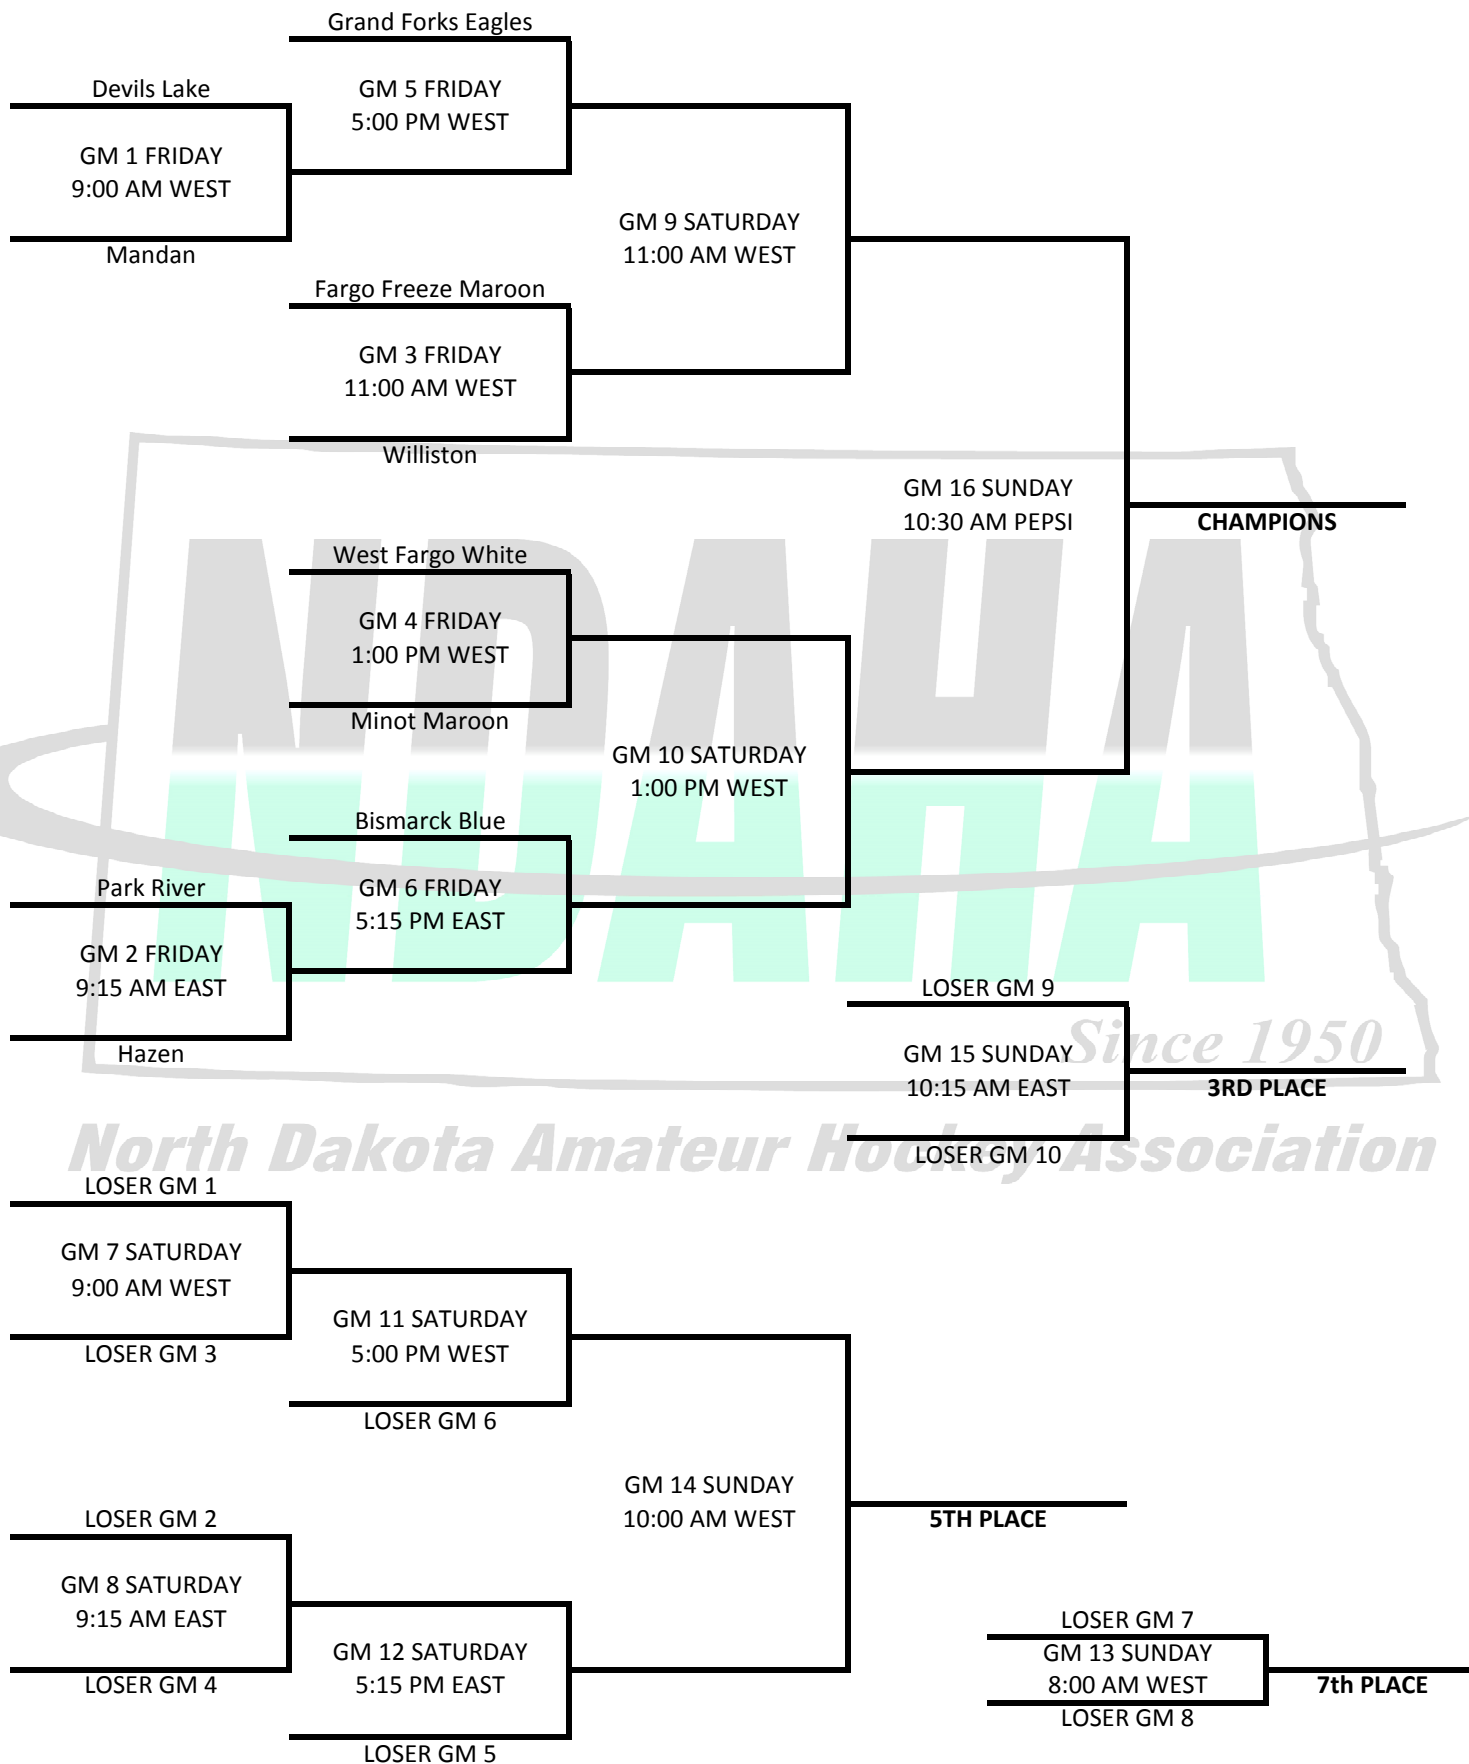 Grand Forks Eagles
Devils Lake
GM 5 FRIDAY
5:00 PM WEST
GM 1 FRIDAY
9:00 AM WEST
Mandan
GM 9 SATURDAY
11:00 AM WEST
Fargo Freeze Maroon
GM 3 FRIDAY
11:00 AM WEST
Williston
GM 16 SUNDAY
10:30 AM PEPSI
CHAMPIONS
West Fargo White
GM 4 FRIDAY
1:00 PM WEST
Minot Maroon
NDAHA
GM 10 SATURDAY
1:00 PM WEST
Bismarck Blue
Park River
GM 6 FRIDAY
5:15 PM EAST
GM 2 FRIDAY
9:15 AM EAST
Hazen
LOSER GM 9
Since 1950
GM 15 SUNDAY
10:15 AM EAST
3RD PLACE
LOSER GM 10
North Dakota Amateur Hockey Association
LOSER GM 1
GM 7 SATURDAY
9:00 AM WEST
LOSER GM 3
GM 11 SATURDAY
5:00 PM WEST
LOSER GM 6
GM 14 SUNDAY
10:00 AM WEST
5TH PLACE
LOSER GM 2
GM 8 SATURDAY
9:15 AM EAST
LOSER GM 4
GM 12 SATURDAY
5:15 PM EAST
LOSER GM 5
LOSER GM 7
GM 13 SUNDAY
8:00 AM WEST
7th PLACE
LOSER GM 8